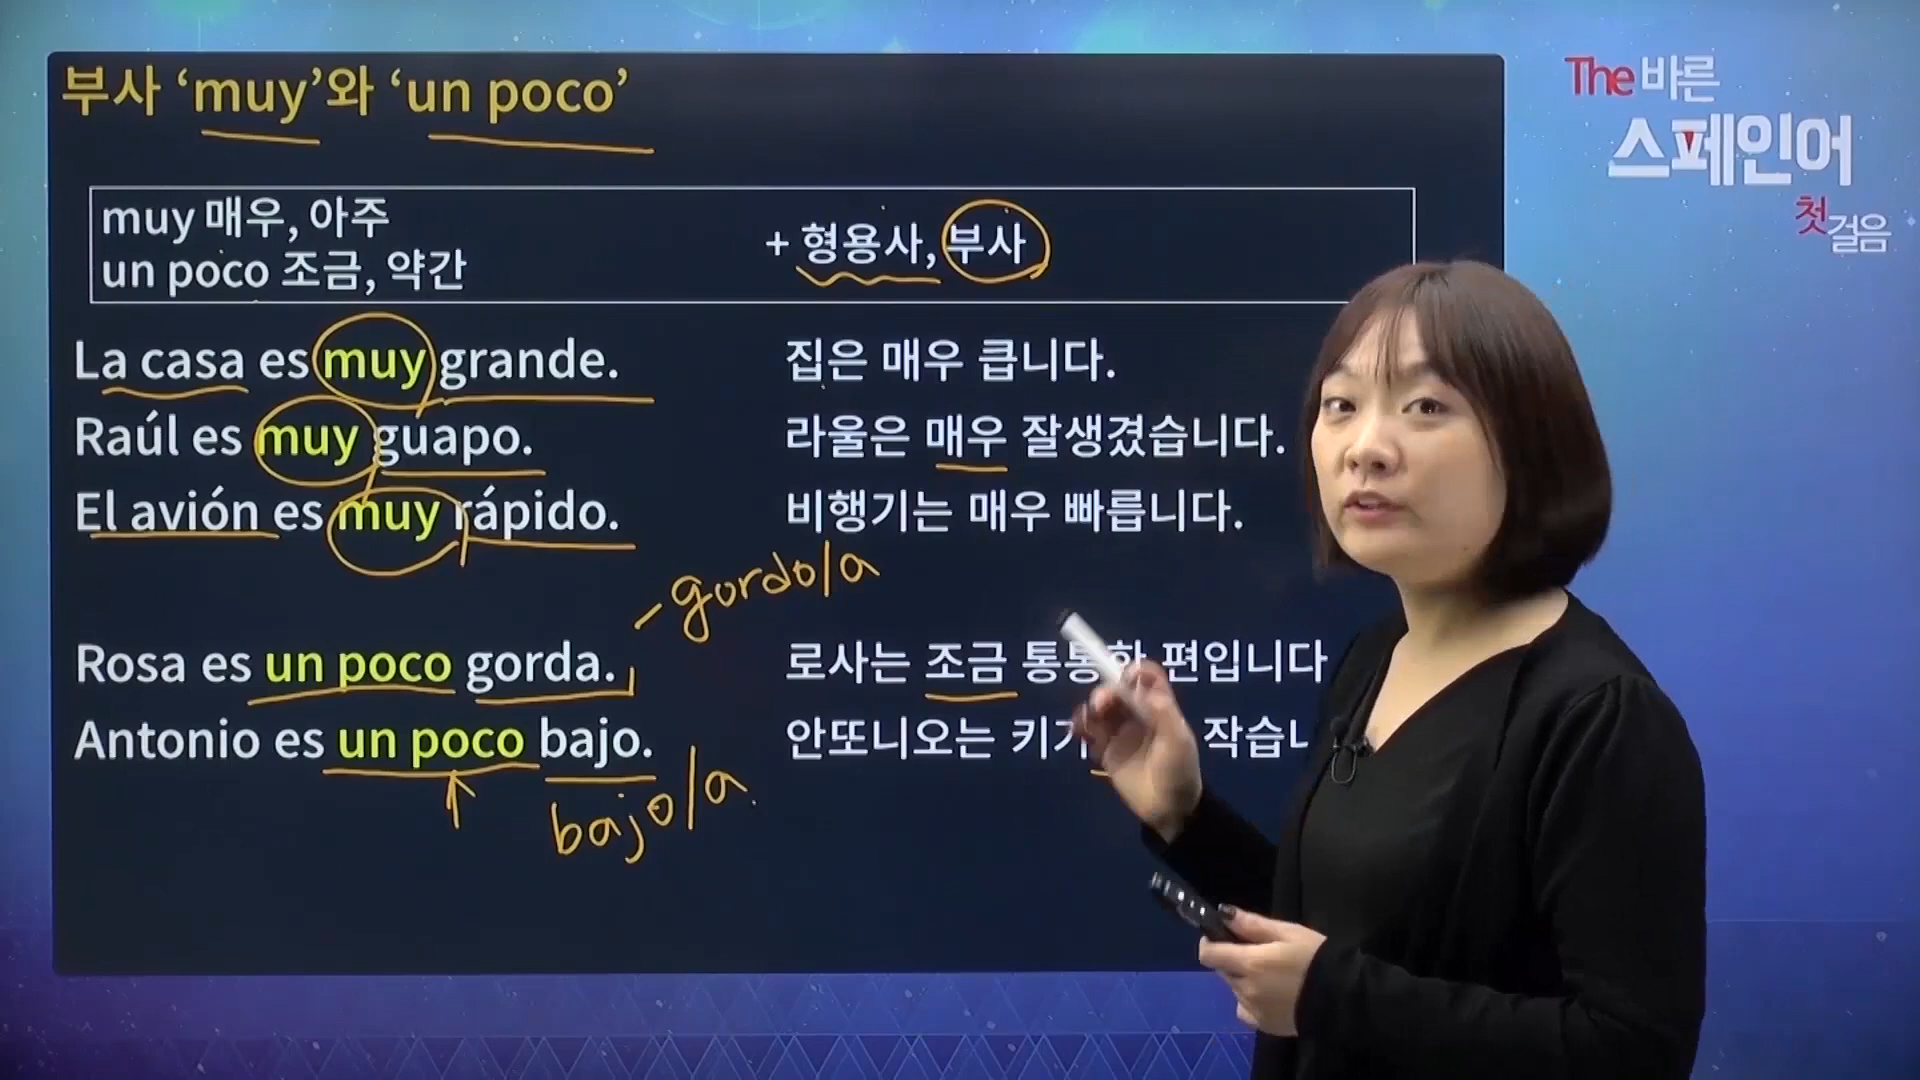 부사 ‘muy’와 ‘un poco’
The 바른
스페인어
첫걸음
muy 매우, 아주
un poco 조금, 약간
+ 형용사, 부사
La casa es muy grande. 집은 매우 큽니다.
Raúl es muy guapo. 라울은 매우 잘생겼습니다.
El avión es muy rápido. 비행기는 매우 빠릅니다.
- gordo/a
Rosa es un poco gorda. 로사는 조금 통통한 편입니다
Antonio es un poco bajo. 안또니오는 키가 작습니
bajo/a